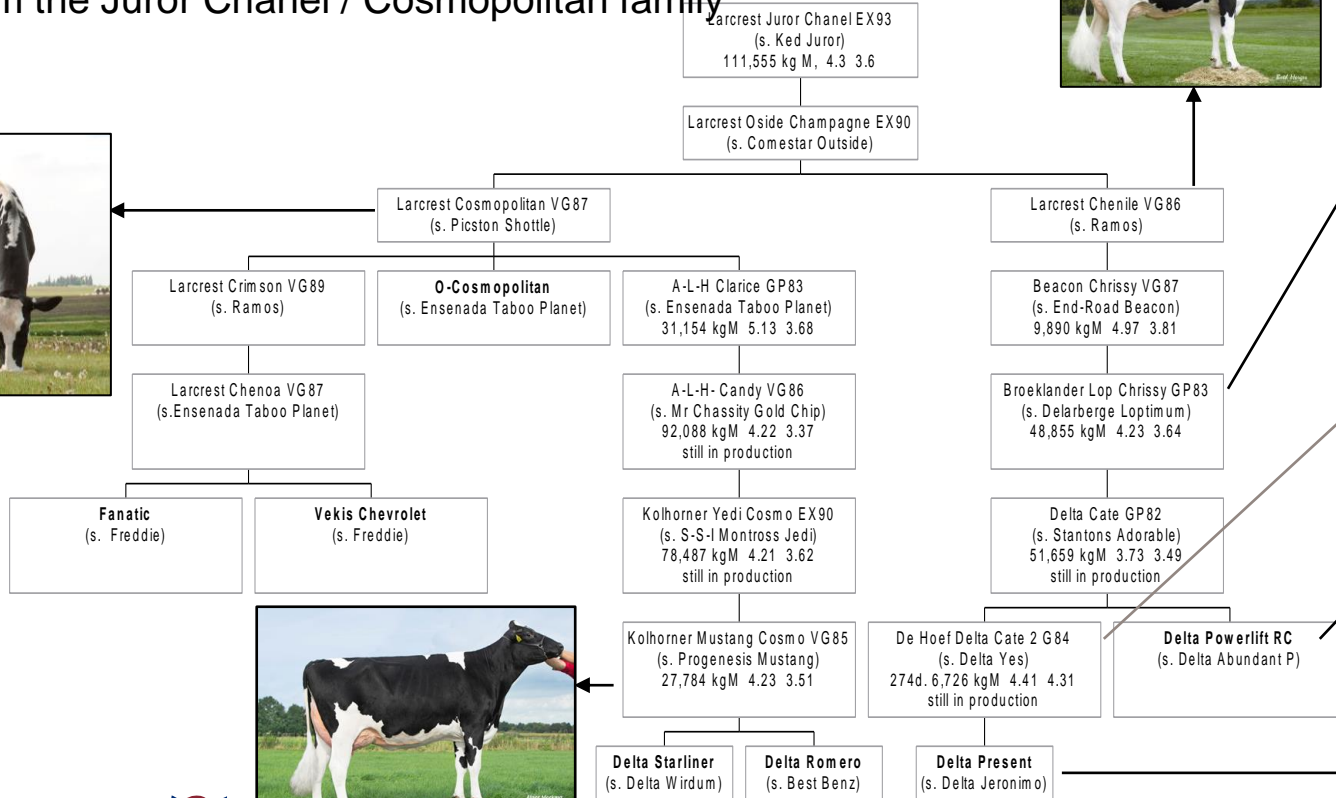 the Juror Chanel / Cosmopolitan family
Larcrest Juror Chanel EX93
(s. Ked Juror)
111,555 kg M, 4.3 3.6
Larcrest Oside Champagne EX90
(s. Comestar Outside)
Larcrest Cosmopolitan VG87
(s. Picston Shottle)
Larcrest Chenile VG86
(s. Ramos)
Larcrest Crimson VG89
(s. Ramos)
O-Cosmopolitan
(s. Ensenada Taboo Planet)
A-L-H Clarice GP83
(s. Ensenada Taboo Planet)
31,154 kgM 5.13 3.68
Beacon Chrissy VG87
(s. End-Road Beacon)
9,890 kgM 4.97 3.81
Larcrest Chenoa VG87
(s.Ensenada Taboo Planet)
A-L-H- Candy VG86
(s. Mr Chassity Gold Chip)
92,088 kgM 4.22 3.37
still in production
Broeklander Lop Chrissy GP83
(s. Delarberge Loptimum)
48,855 kgM 4.23 3.64
Fanatic
(s. Freddie)
Vekis Chevrolet
(s. Freddie)
Kolhorner Yedi Cosmo EX90
(s. S-S-I Montross Jedi)
78,487 kgM 4.21 3.62
still in production
Delta Cate GP82
(s. Stantons Adorable)
51,659 kgM 3.73 3.49
still in production
Kolhorner Mustang Cosmo VG85
(s. Progenesis Mustang)
27,784 kgM 4.23 3.51
De Hoef Delta Cate 2 G84
(s. Delta Yes)
274d. 6,726 kgM 4.41 4.31
still in production
Delta Powerlift RC
(s. Delta Abundant P)
Delta Starliner
(s. Delta Wirdum)
Delta Romero
(s. Best Benz)
Delta Present
(s. Delta Jeronimo)